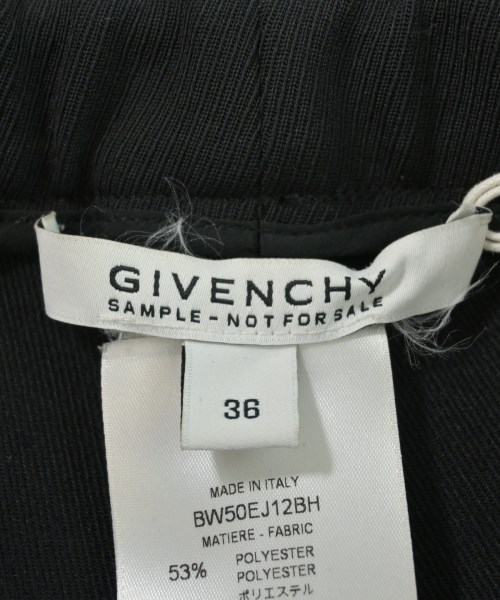 GIVENCHY
SAMPLE - NOT FOR SALE
36
MADE IN ITALY
BW50EJ12BH
MATIERE - FABRIC
53% POLYESTER
POLYESTER
ポリエステル